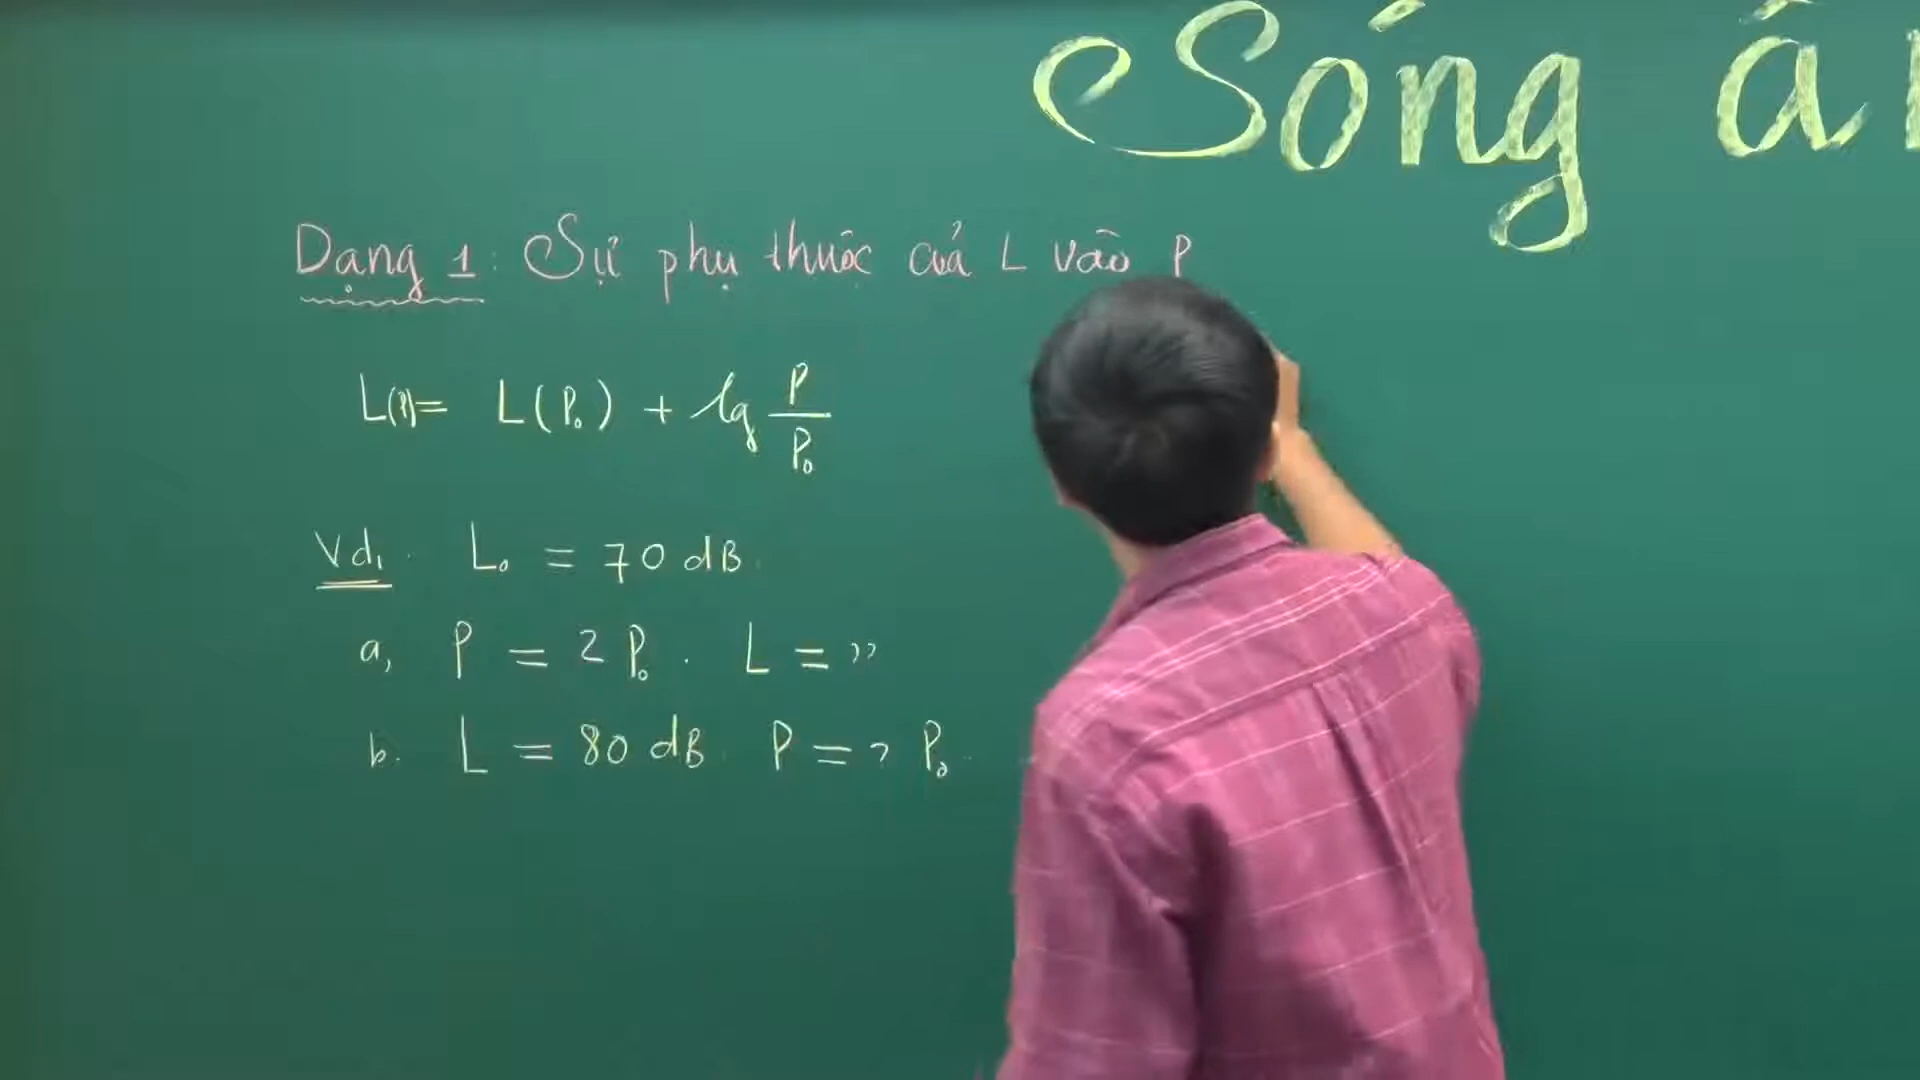 Sóng â
Dạng 1: Sự phụ thuộc của L vào P
L(P) = L(P₀) + lg P/P₀
Vd₁. L₀ = 70 dB.
a, P = 2P₀. L = ??
b. L = 80 dB. P = ? P₀.